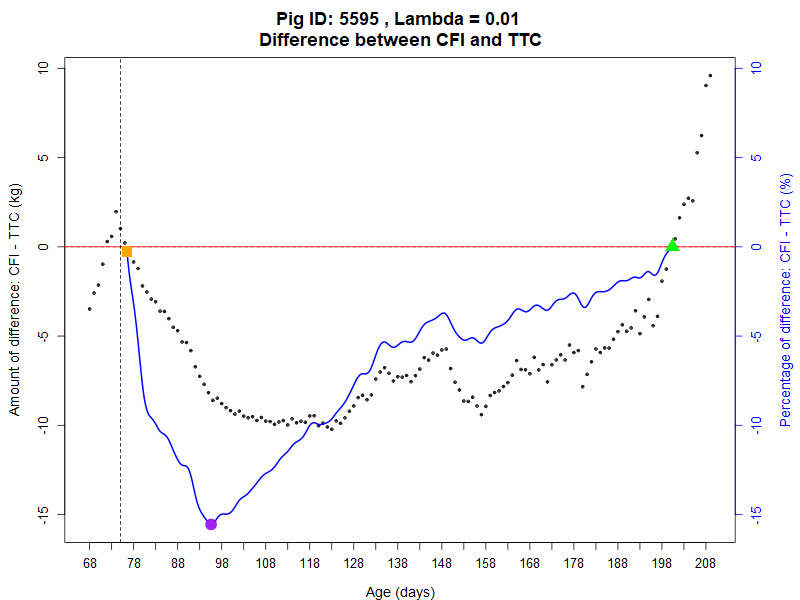 Pig ID: 5595 , Lambda = 0.01
Difference between CFI and TTC
Amount of difference: CFI - TTC (kg)
10
5
0
-5
-10
-15
10
5
0
-5
-10
-15
Percentage of difference: CFI - TTC (%)
68 78 88 98 108 118 128 138 148 158 168 178 188 198 208
Age (days)